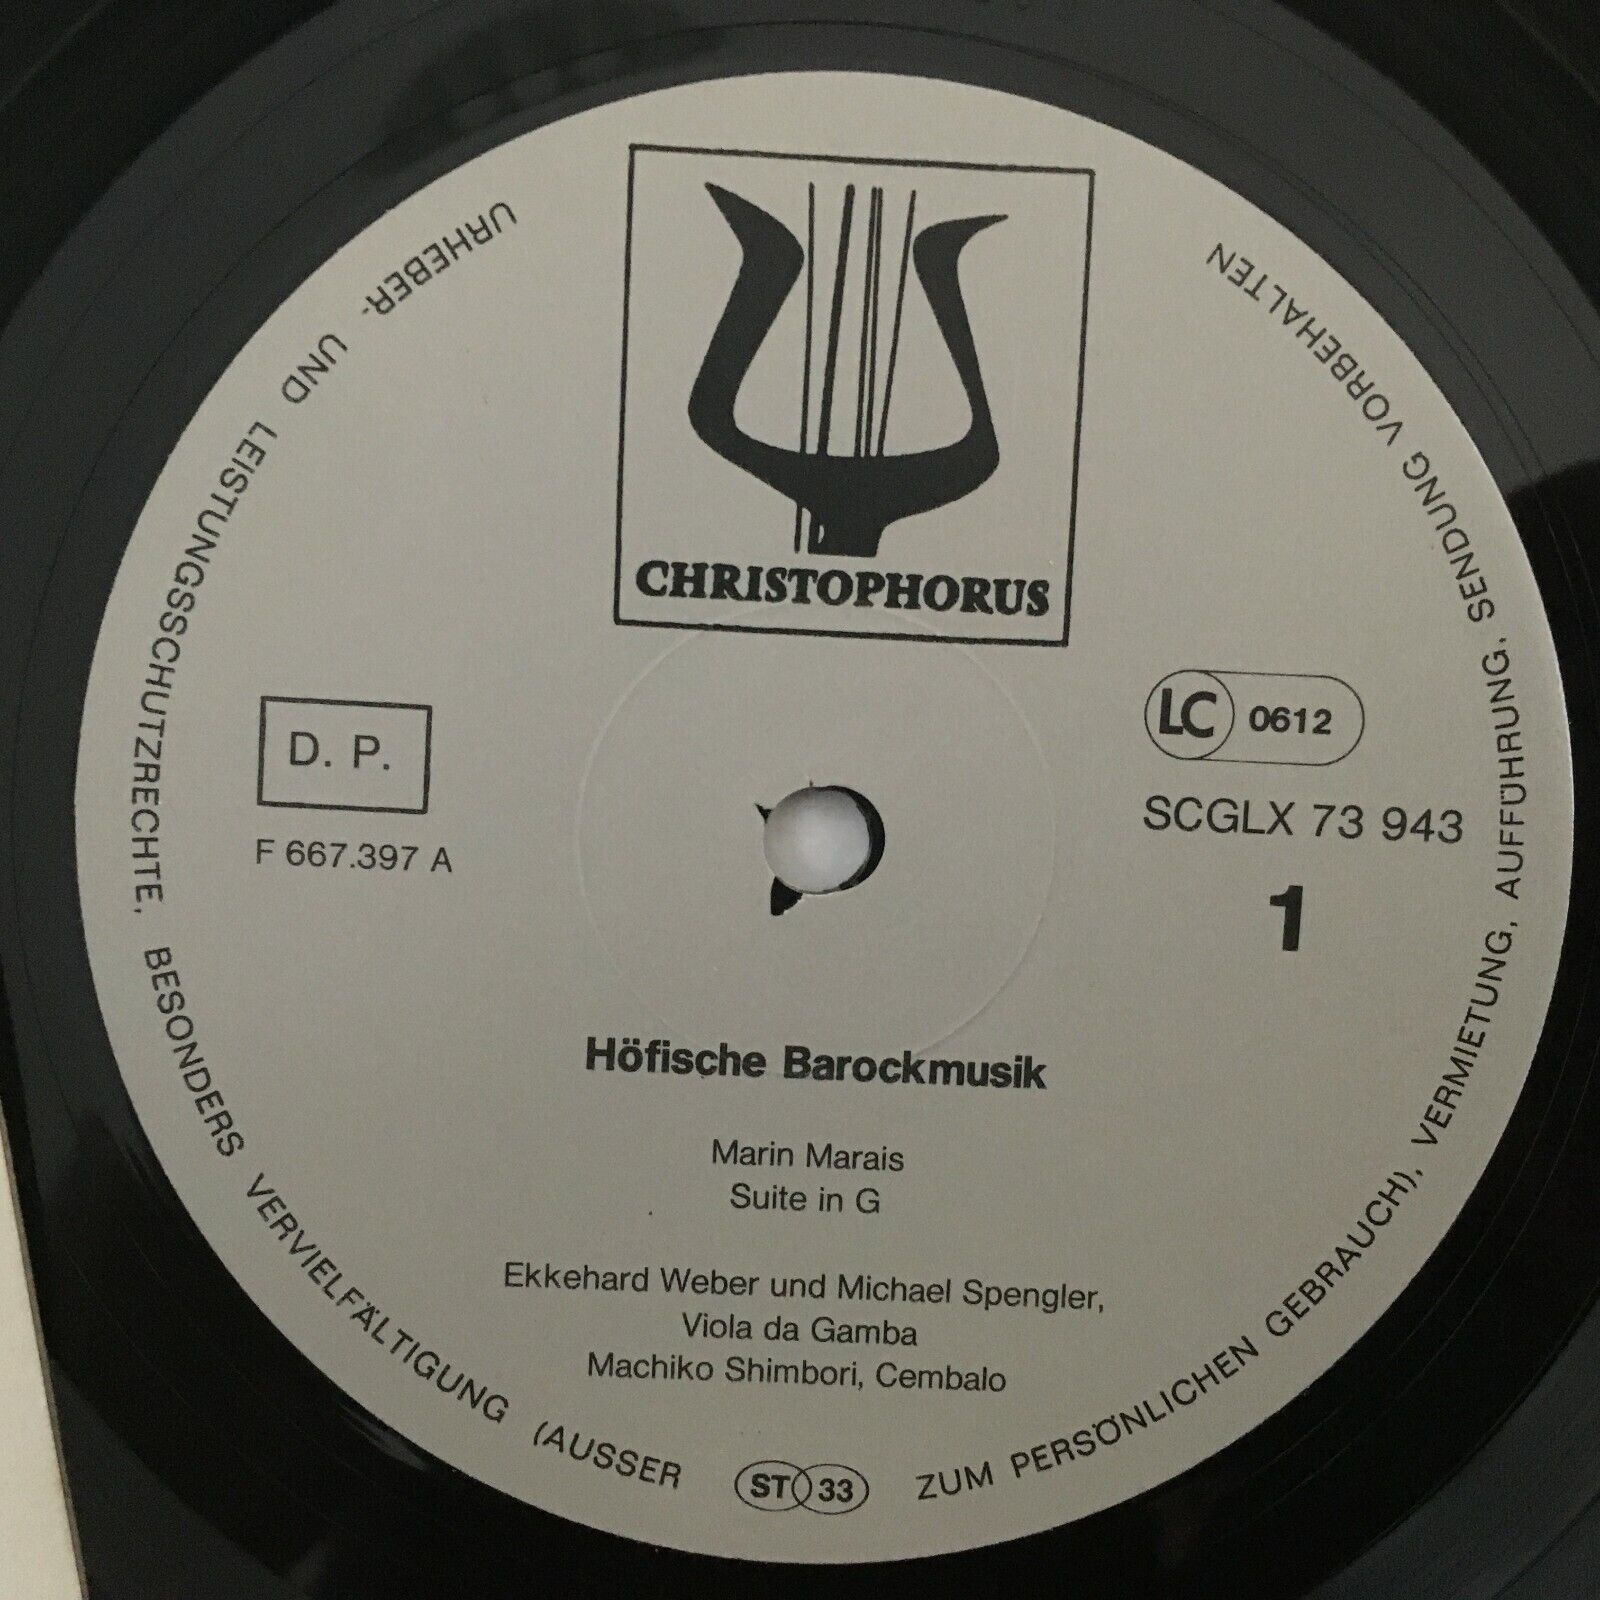 CHRISTOPHORUS
D. P.
F 667.397 A
LC 0612
SCGLX 73 943
1
Höfische Barockmusik
Marin Marais
Suite in G
Ekkehard Weber und Michael Spengler,
Viola da Gamba
Machiko Shimbori, Cembalo
ST 33
URHEBER- UND LEISTUNGSSCHUTZRECHTE, BESONDERS VERVIELFÄLTIGUNG (AUSSER ZUM PERSÖNLICHEN GEBRAUCH), VERMIETUNG, AUFFÜHRUNG, SENDUNG VORBEHALTEN